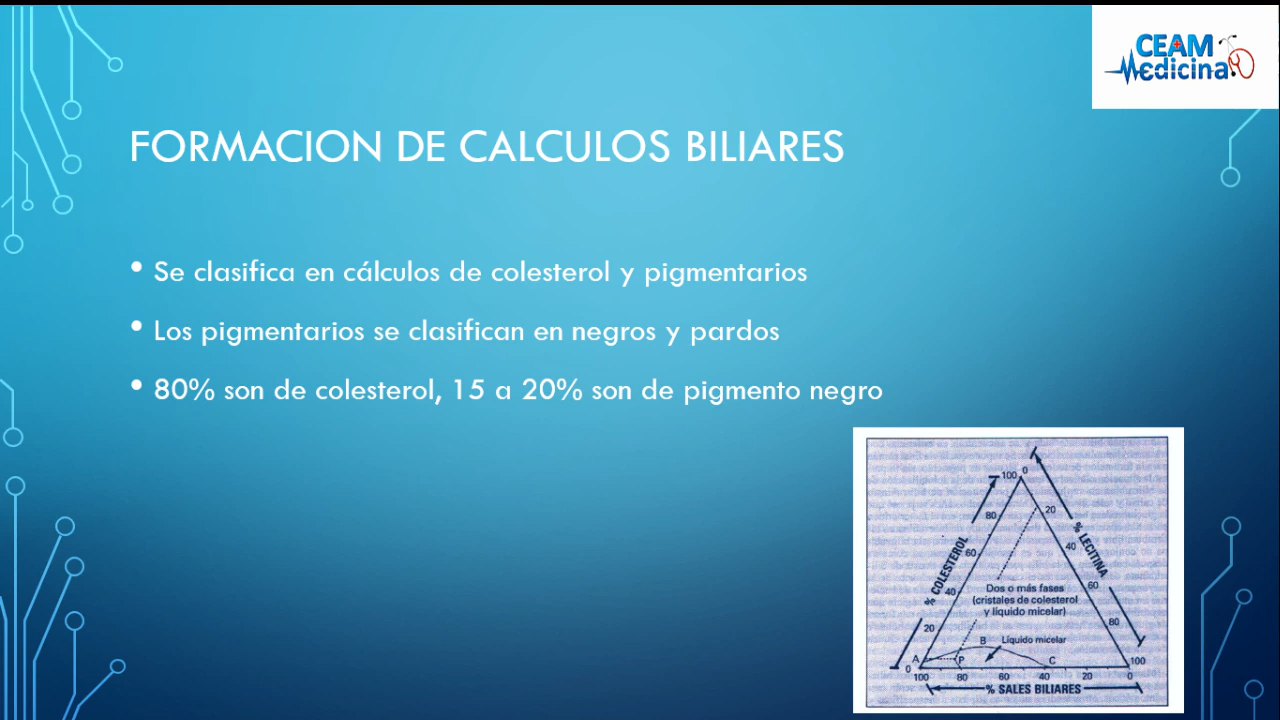 CEAM
Medicina
FORMACION DE CALCULOS BILIARES
• Se clasifica en cálculos de colesterol y pigmentarios
• Los pigmentarios se clasifican en negros y pardos
• 80% son de colesterol, 15 a 20% son de pigmento negro
100 0
80 20
% COLESTEROL
% LECITINA
60 40
40 60
20 80
Dos o más fases
(cristales de colesterol
y líquido micelar)
Líquido micelar
A P B C
0 100
100 80 60 40 20 0
% SALES BILIARES